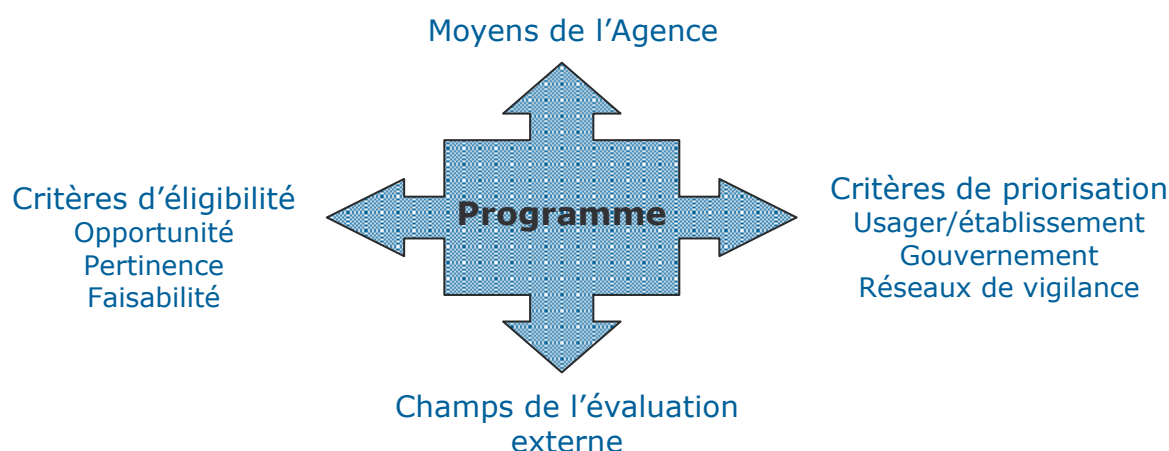 Moyens de l’Agence
Critères d’éligibilité
Opportunité
Pertinence
Faisabilité
Programme
Critères de priorisation
Usager/établissement
Gouvernement
Réseaux de vigilance
Champs de l’évaluation
externe